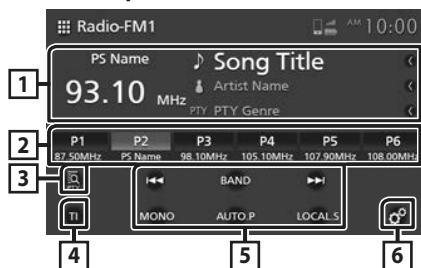 Radio-FM1 AM 10:00
PS Name Song Title
93.10 MHz Artist Name
PTY PTY Genre
1
P1 P2 P3 P4 P5 P6
87.50MHz PS Name 98.10MHz 105.10MHz 107.90MHz 108.00MHz
2
3 PTY BAND
TI MONO AUTO.P LOCAL.S
4 5 6